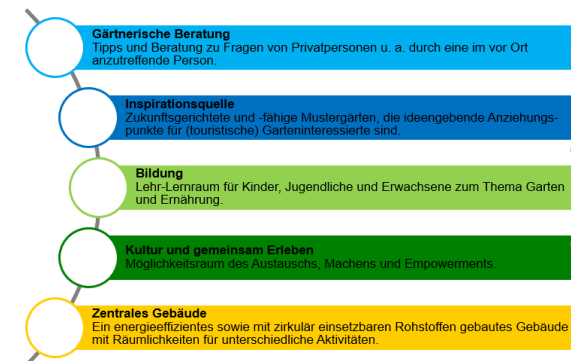 Gärtnerische Beratung
Tipps und Beratung zu Fragen von Privatpersonen u. a. durch eine im vor Ort
anzutreffende Person.
Inspirationsquelle
Zukunftsgerichtete und -fähige Mustergärten, die ideengebende Anziehungs-
punkte für (touristische) Garteninteressierte sind.
Bildung
Lehr-Lernraum für Kinder, Jugendliche und Erwachsene zum Thema Garten
und Ernährung.
Kultur und gemeinsam Erleben
Möglichkeitsraum des Austauschs, Machens und Empowerments.
Zentrales Gebäude
Ein energieeffizientes sowie mit zirkulär einsetzbaren Rohstoffen gebautes Gebäude
mit Räumlichkeiten für unterschiedliche Aktivitäten.